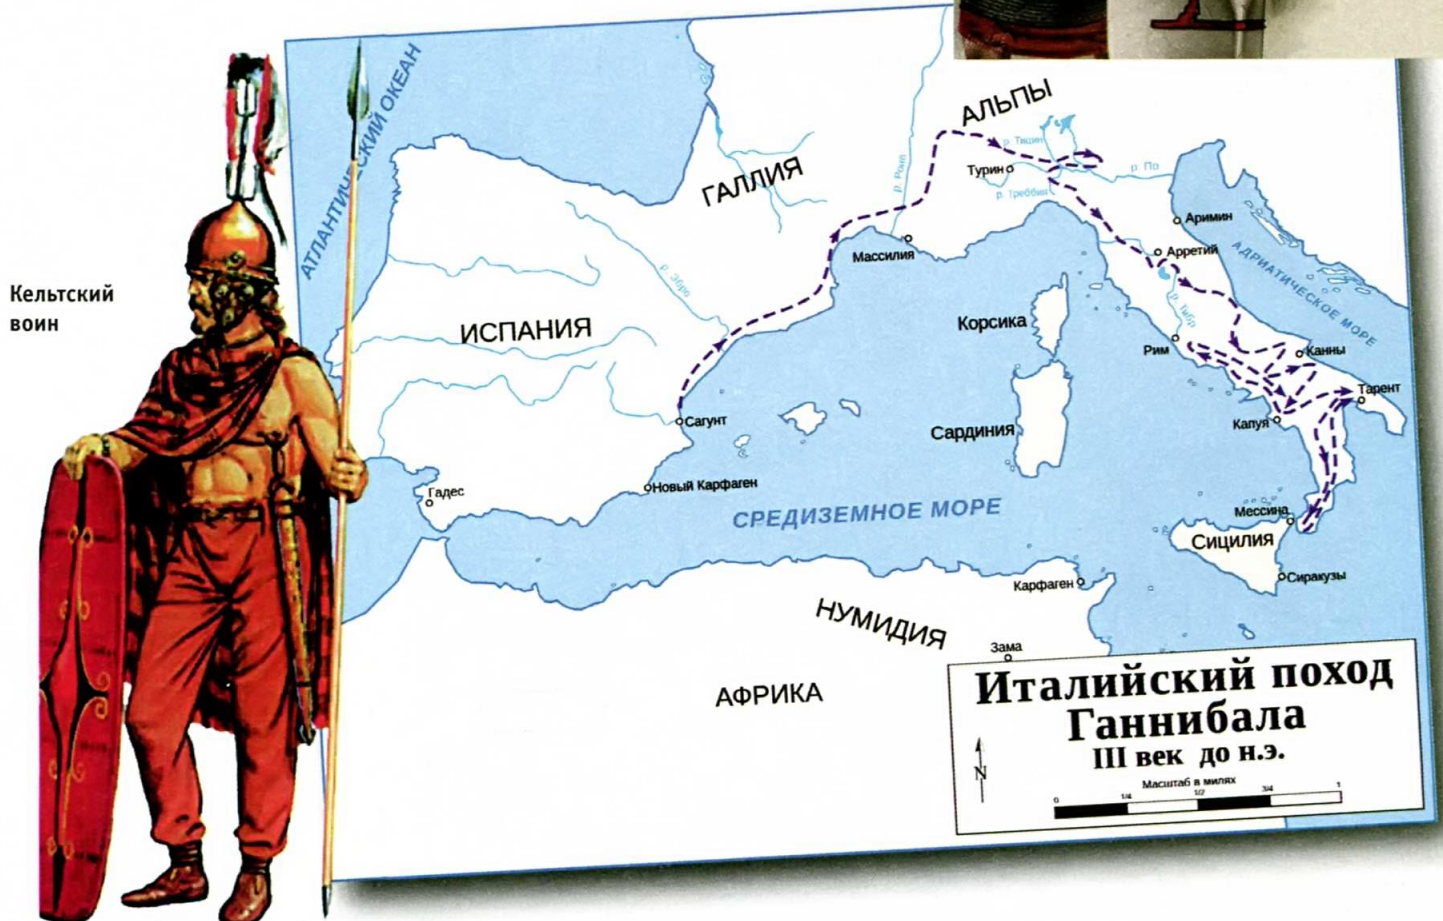 Кельтский
воин
АТЛАНТИЧЕСКИЙ ОКЕАН
АЛЬПЫ
ГАЛЛИЯ
р. Рона
р. Тицин
Турин
р. По
р. Треббия
Аримин
Массилия
Арретий
АДРИАТИЧЕСКОЕ МОРЕ
р. Эбро
р. Тибр
ИСПАНИЯ
Корсика
Рим
Канны
Тарент
Сагунт
Капуя
Сардиния
Гадес
Новый Карфаген
СРЕДИЗЕМНОЕ МОРЕ
Мессина
СИЦИЛИЯ
Карфаген
Сиракузы
НУМИДИЯ
Зама
АФРИКА
Италийский поход
Ганнибала
III век до н.э.
N
Масштаб в милях
0 1/4 1/2 3/4 1